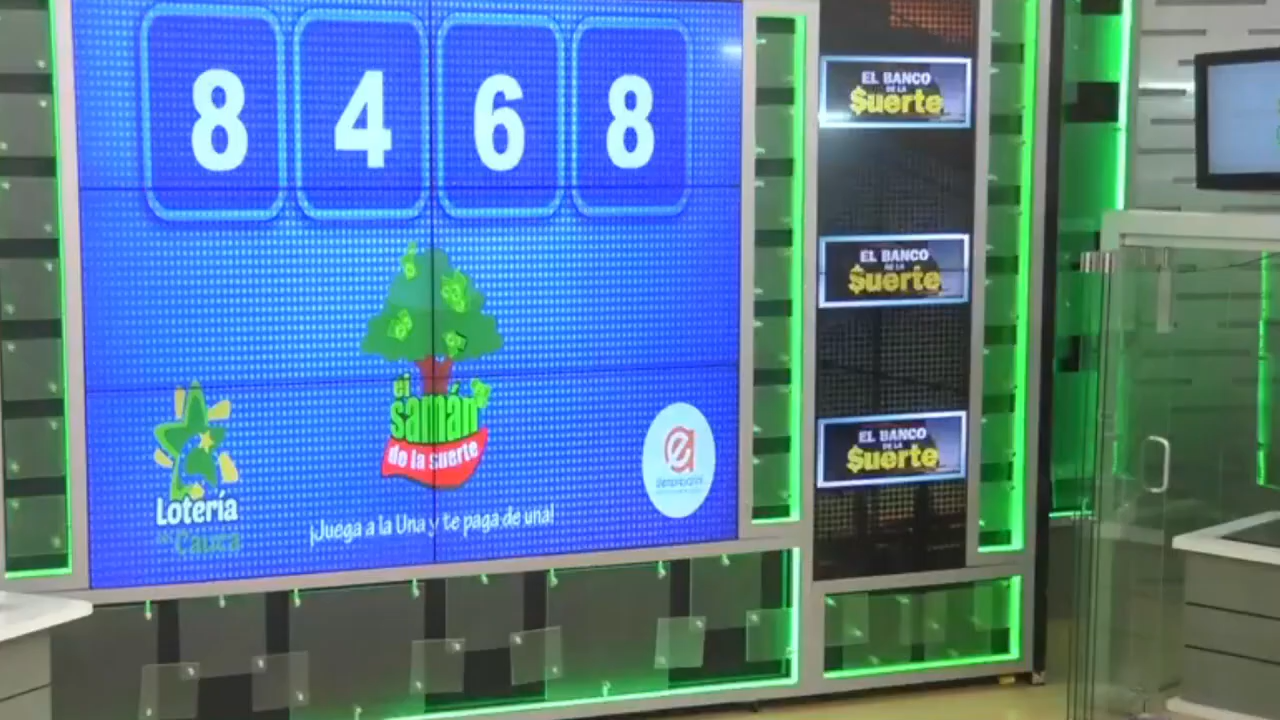 8 4 6 8
el
samán
de la suerte
Lotería
del Cauca
¡Juega a la Una y te paga de una!
EL BANCO
DE LA
$uerte
EL BANCO
DE LA
$uerte
EL BANCO
DE LA
$uerte